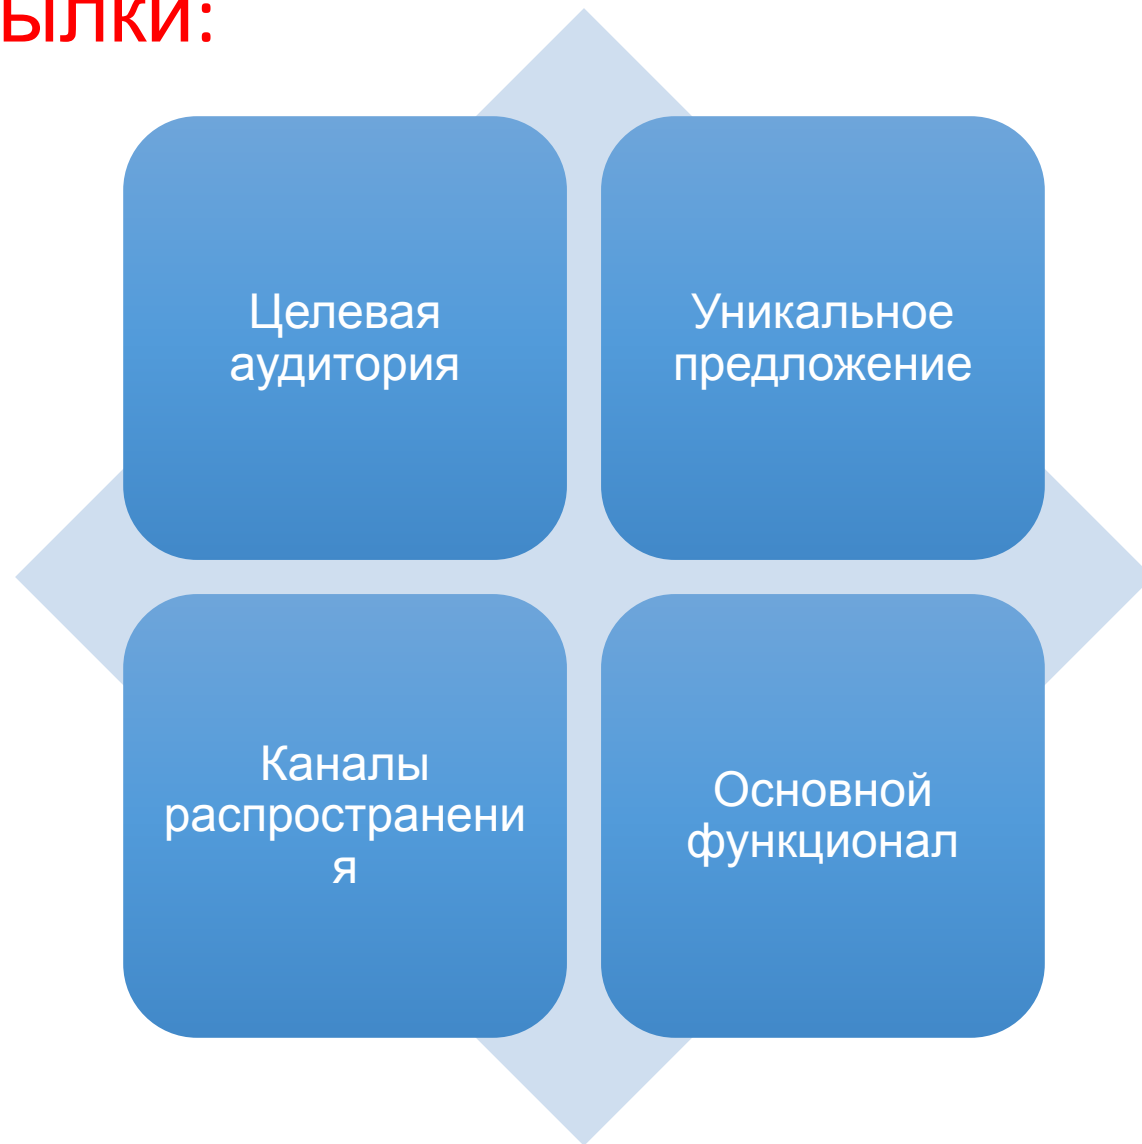 ылки:
Целевая
аудитория
Уникальное
предложение
Каналы
распространени
я
Основной
функционал